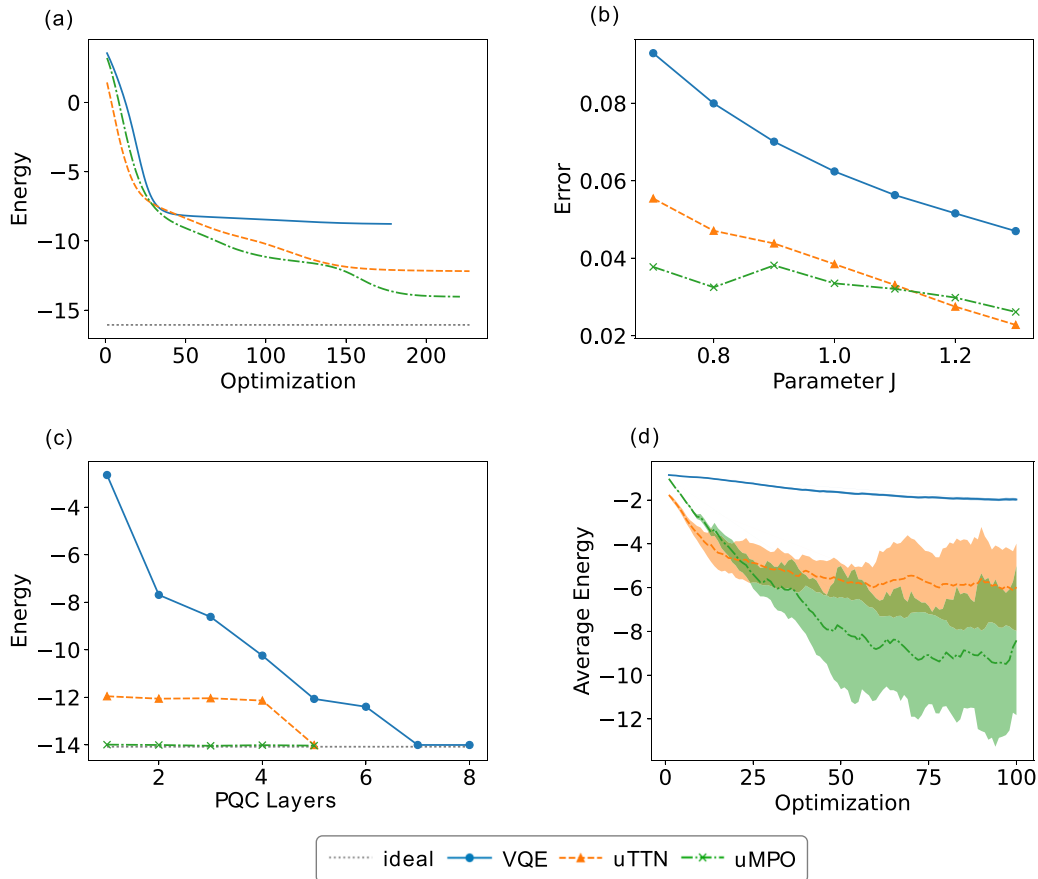 (a)
Energy
0
−5
−10
−15
0 50 100 150 200
Optimization
(b)
Error
0.08
0.06
0.04
0.02
0.8 1.0 1.2
Parameter J
(c)
Energy
−4
−6
−8
−10
−12
−14
2 4 6 8
PQC Layers
(d)
Average Energy
−2
−4
−6
−8
−10
−12
0 25 50 75 100
Optimization
ideal VQE uTTN uMPO